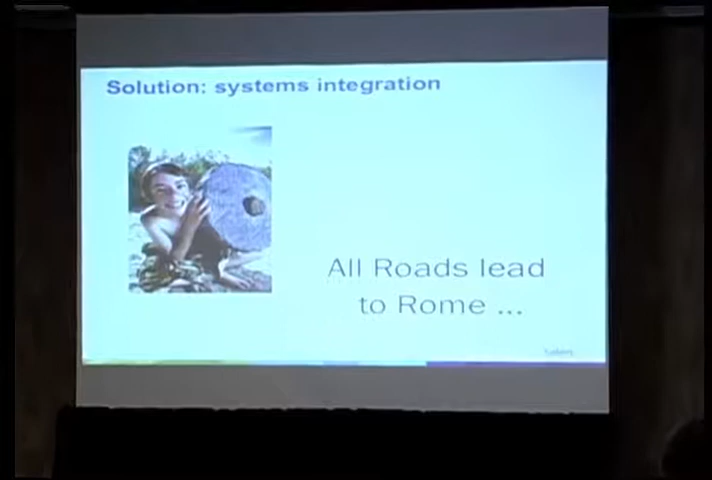 Solution: systems integration
All Roads lead
to Rome ...